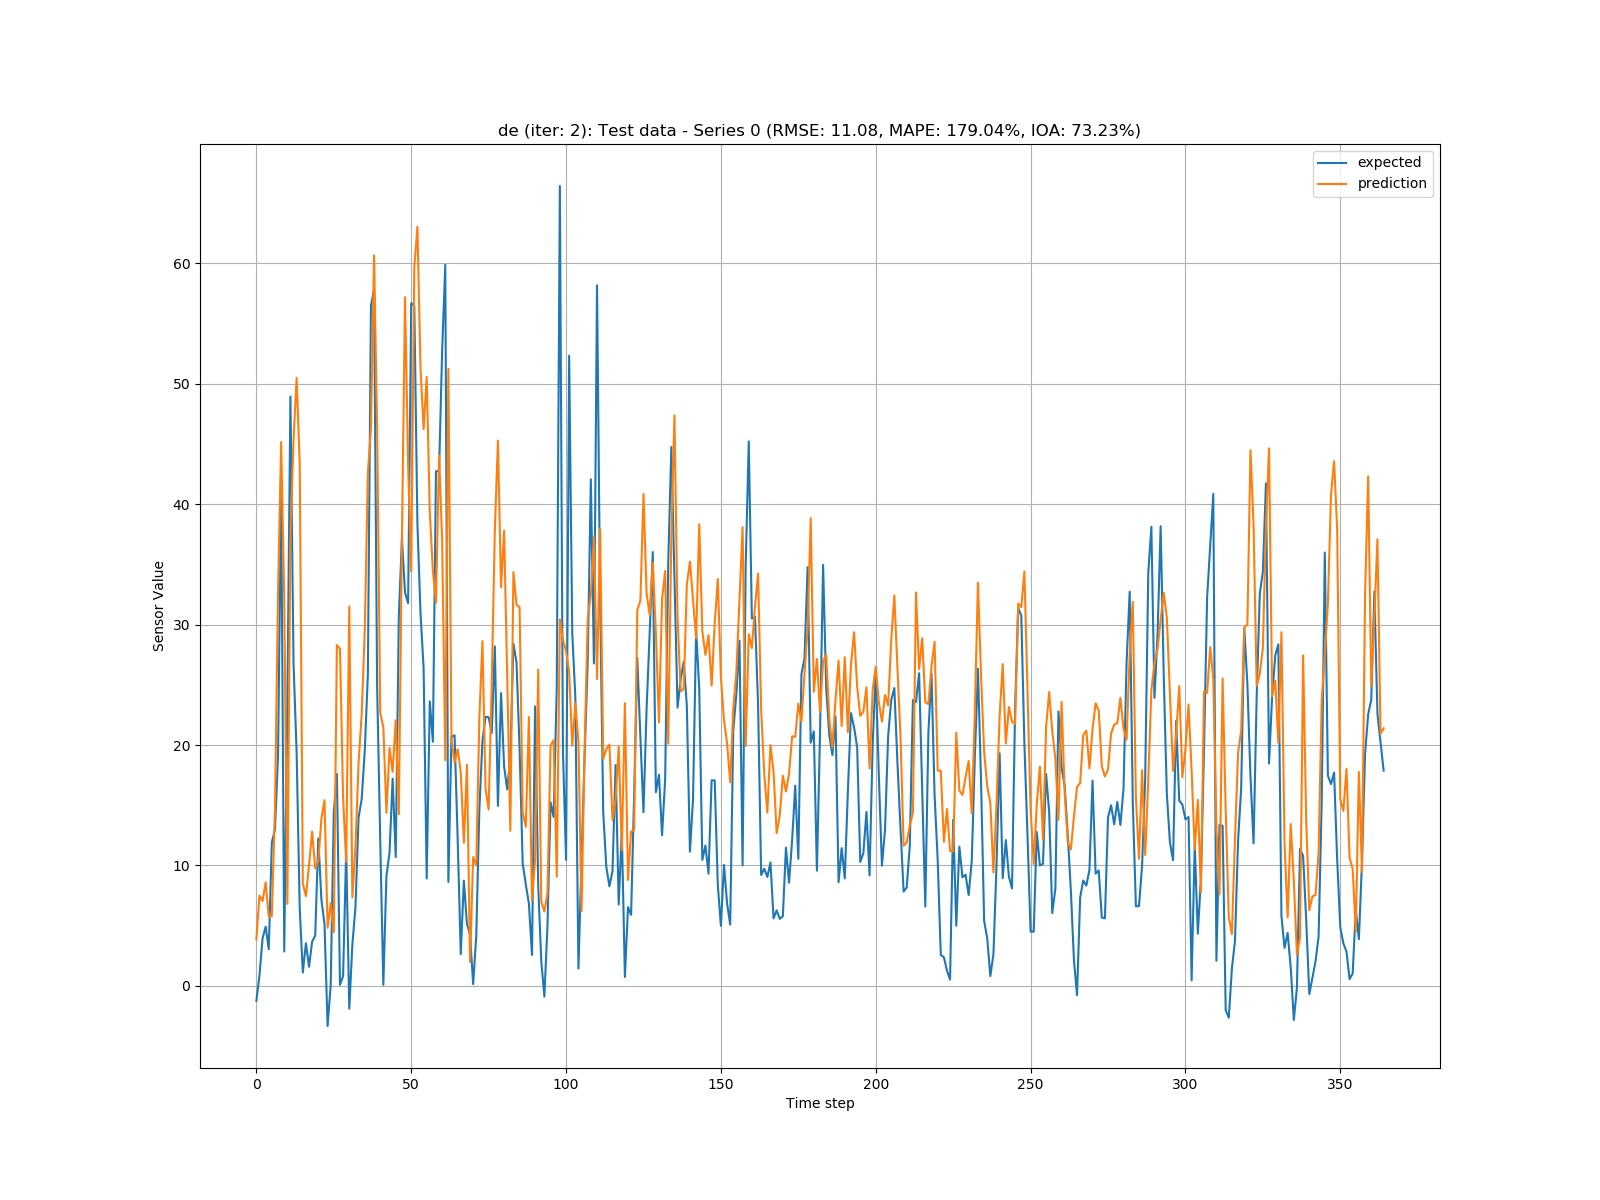 de (iter: 2): Test data - Series 0 (RMSE: 11.08, MAPE: 179.04%, IOA: 73.23%)
expected
prediction
60
50
40
30
20
10
0
Sensor Value
0 50 100 150 200 250 300 350
Time step